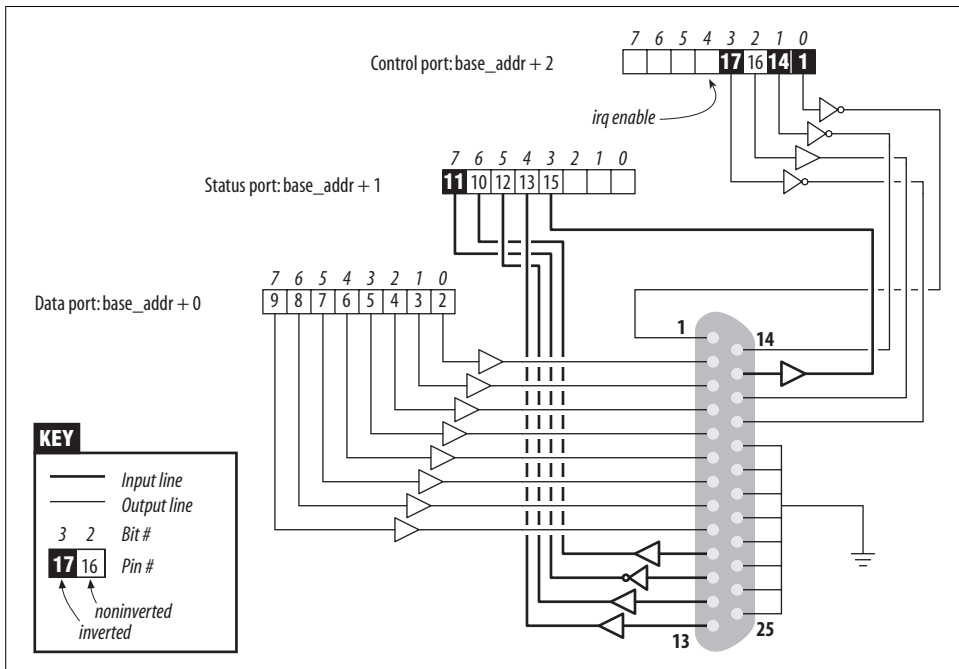 7 6 5 4 3 2 1 0
Control port: base_addr + 2
17 16 14 1
irq enable
7 6 5 4 3 2 1 0
Status port: base_addr + 1
11 10 12 13 15
7 6 5 4 3 2 1 0
Data port: base_addr + 0
9 8 7 6 5 4 3 2
1
14
KEY
Input line
Output line
3 2 Bit #
17 16 Pin #
noninverted
inverted
13
25